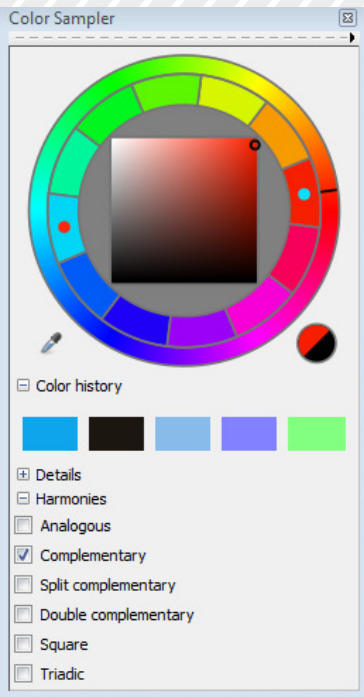 Color Sampler
Color history
Details
Harmonies
Analogous
Complementary
Split complementary
Double complementary
Square
Triadic